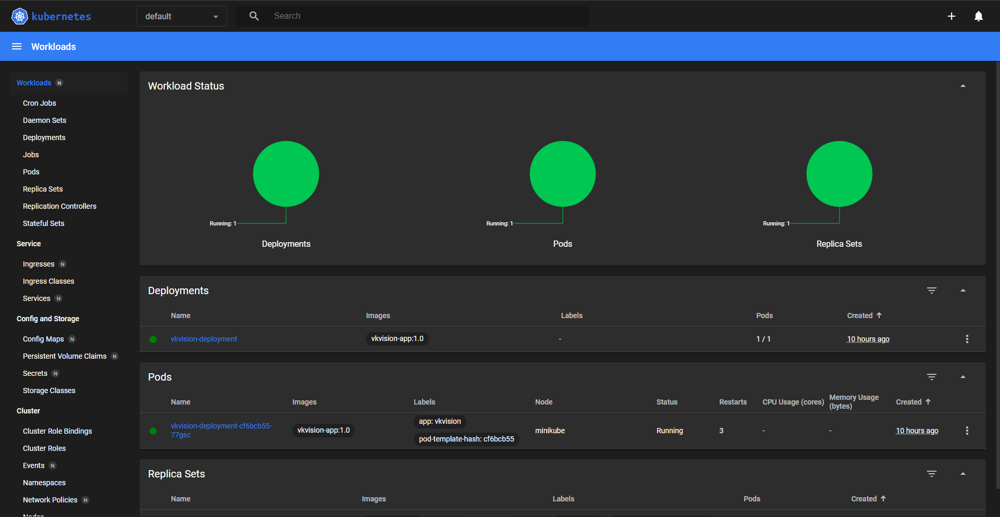 kubernetes
default
Search
Workloads
Workloads N
Cron Jobs
Daemon Sets
Deployments
Jobs
Pods
Replica Sets
Replication Controllers
Stateful Sets
Service
Ingresses N
Ingress Classes
Services N
Config and Storage
Config Maps N
Persistent Volume Claims N
Secrets N
Storage Classes
Cluster
Cluster Role Bindings
Cluster Roles
Events N
Namespaces
Network Policies N
Nodes
Workload Status
Running: 1 Running: 1 Running: 1
Deployments Pods Replica Sets
Deployments
Name Images Labels Pods Created
vkvision-deployment vkvision-app:1.0 - 1 / 1 10 hours ago
Pods
Name Images Labels Node Status Restarts CPU Usage (cores) Memory Usage
(bytes) Created
vkvision-deployment-cf6bcb55-
77gsc vkvision-app:1.0 app: vkvision
pod-template-hash: cf6bcb55 minikube Running 3 - - 10 hours ago
Replica Sets
Name Images Labels Pods Created